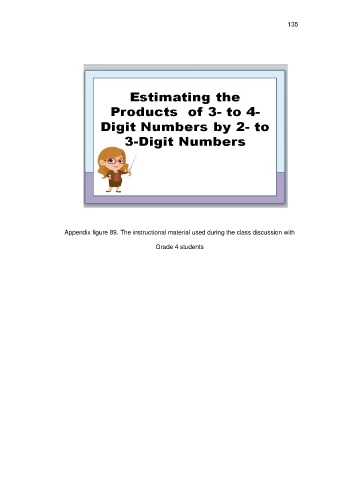 135
Estimating the
Products of 3- to 4-
Digit Numbers by 2- to
3-Digit Numbers
Appendix figure 89. The instructional material used during the class discussion with
Grade 4 students